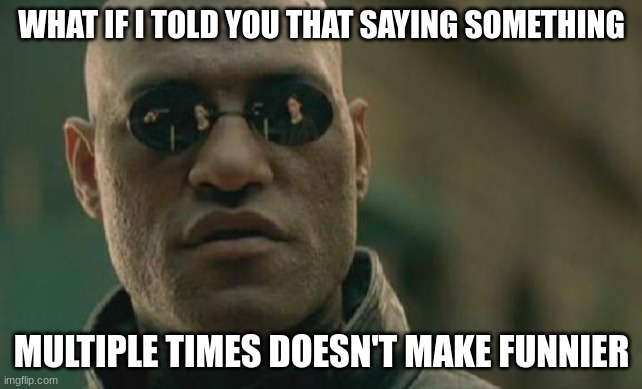 WHAT IF I TOLD YOU THAT SAYING SOMETHING
MULTIPLE TIMES DOESN'T MAKE FUNNIER
imgflip.com